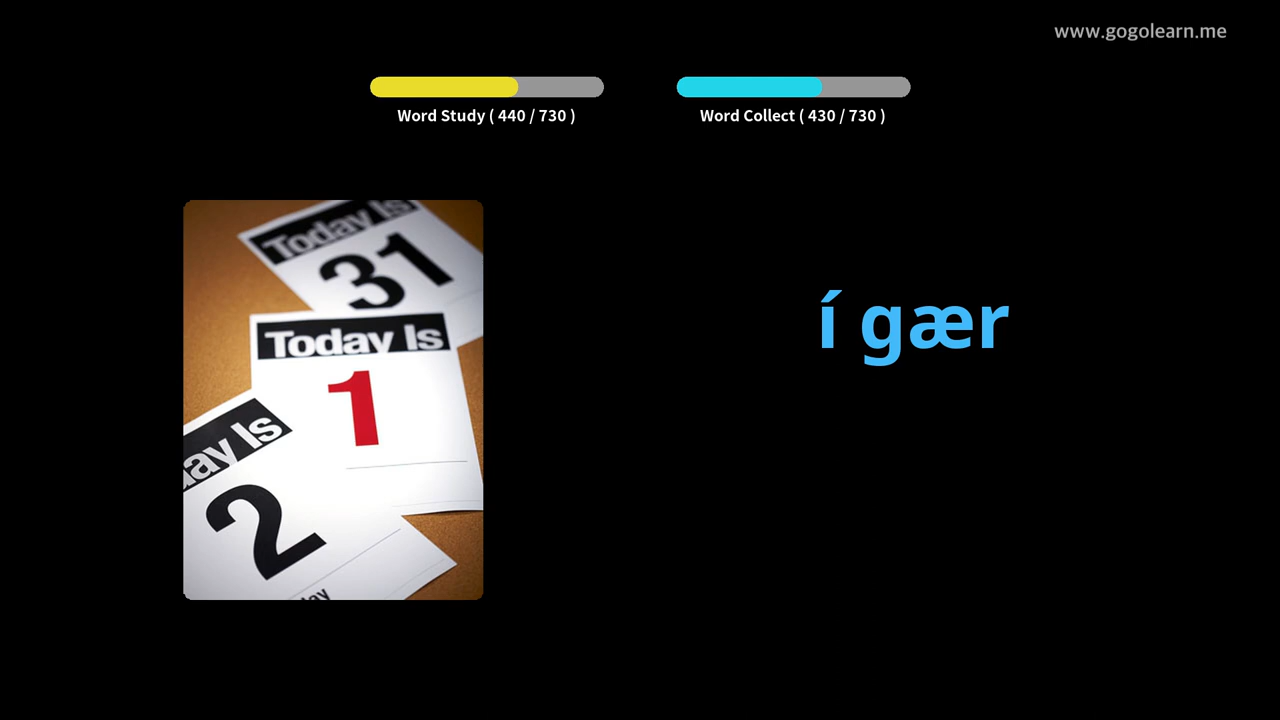 www.gogolearn.me
Word Study ( 440 / 730 )
Word Collect ( 430 / 730 )
Today Is
31
Today Is
1
ay Is
2
ay
í gær